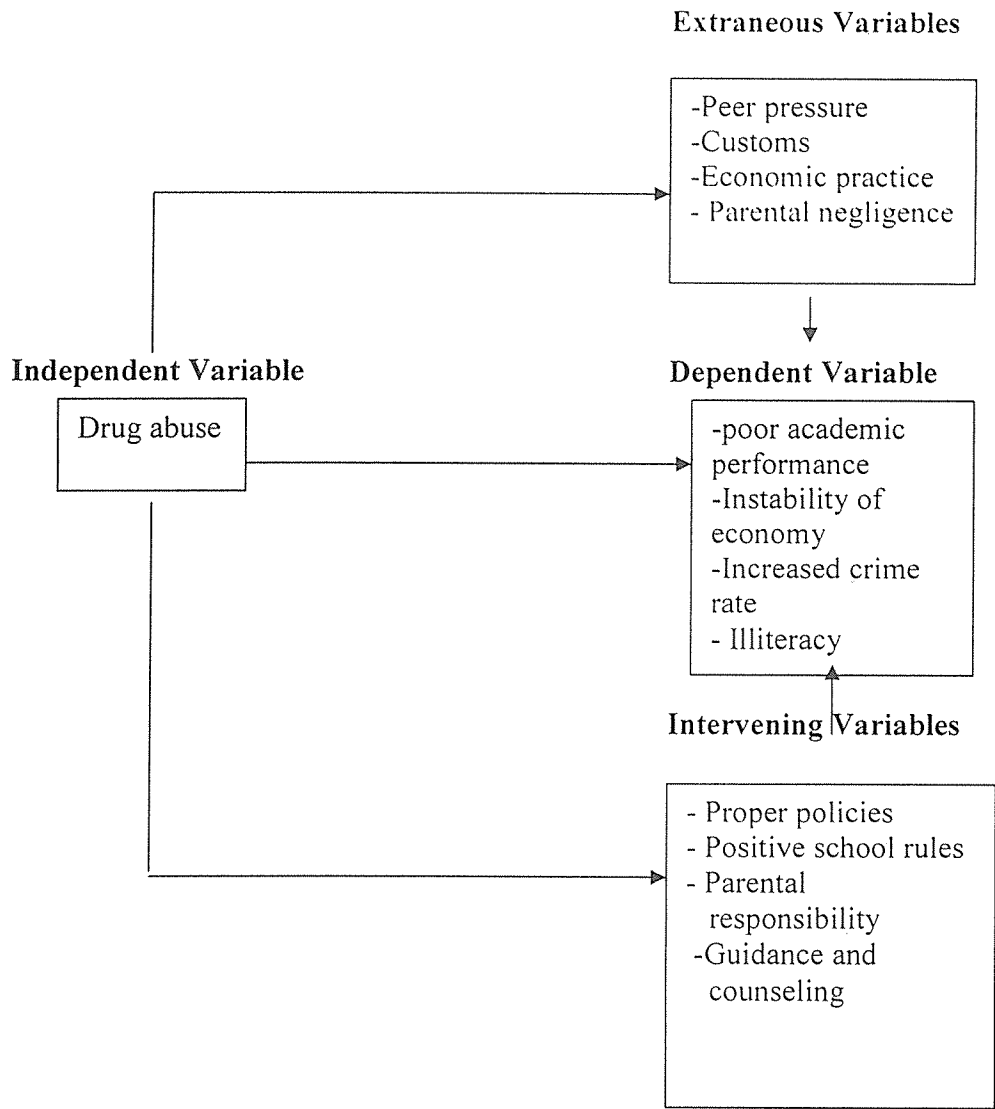 Extraneous Variables
-Peer pressure
-Customs
-Economic practice
- Parental negligence
Independent Variable
Drug abuse
Dependent Variable
-poor academic
performance
-Instability of
economy
-Increased crime
rate
- Illiteracy
Intervening Variables
- Proper policies
- Positive school rules
- Parental
responsibility
-Guidance and
counseling